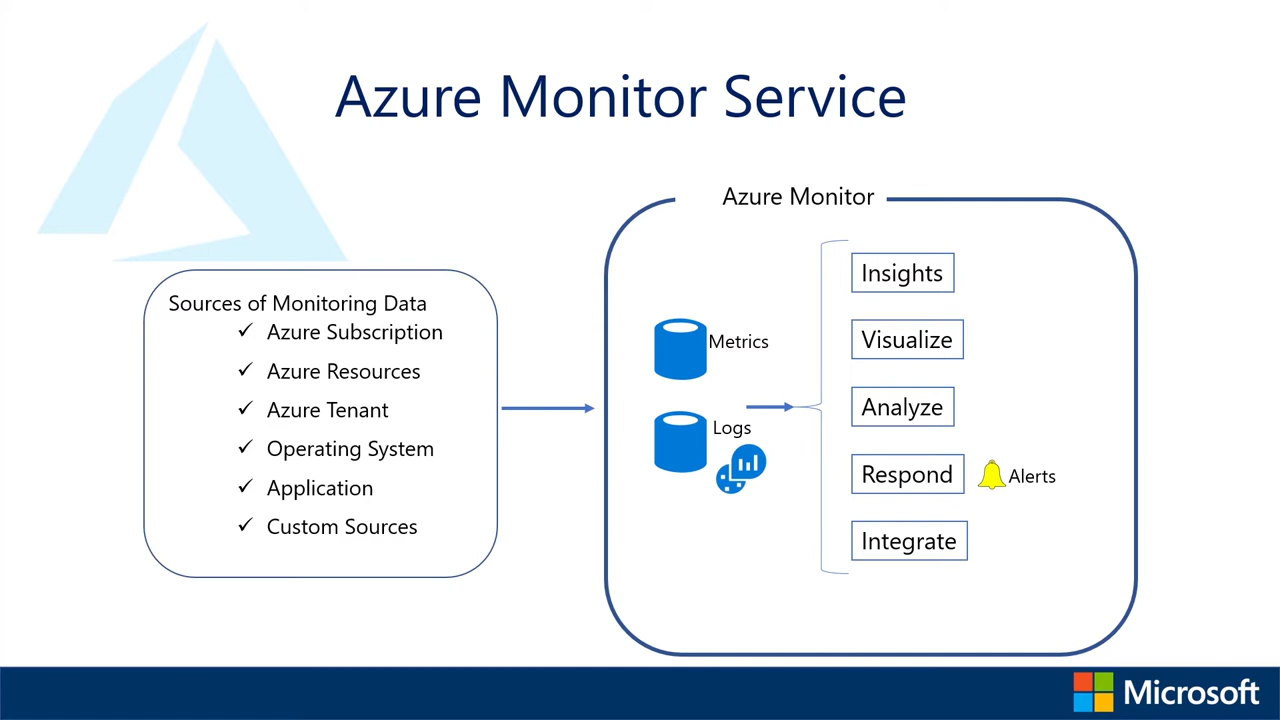 Azure Monitor Service
Sources of Monitoring Data
✓ Azure Subscription
✓ Azure Resources
✓ Azure Tenant
✓ Operating System
✓ Application
✓ Custom Sources
Azure Monitor
Metrics
Logs
Insights
Visualize
Analyze
Respond
Alerts
Integrate
Microsoft